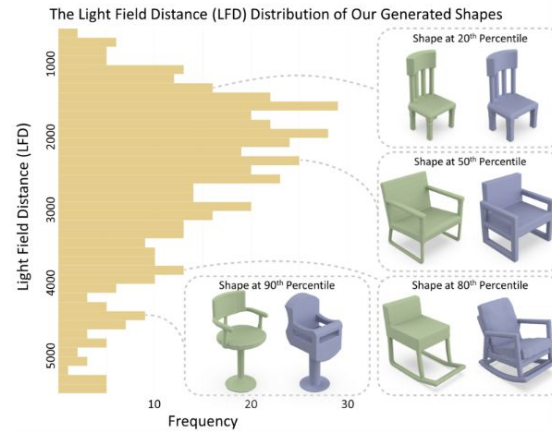 The Light Field Distance (LFD) Distribution of Our Generated Shapes
Light Field Distance (LFD)
1000
2000
3000
4000
5000
Shape at 20th Percentile
Shape at 50th Percentile
Shape at 90th Percentile
Shape at 80th Percentile
10
20
30
Frequency